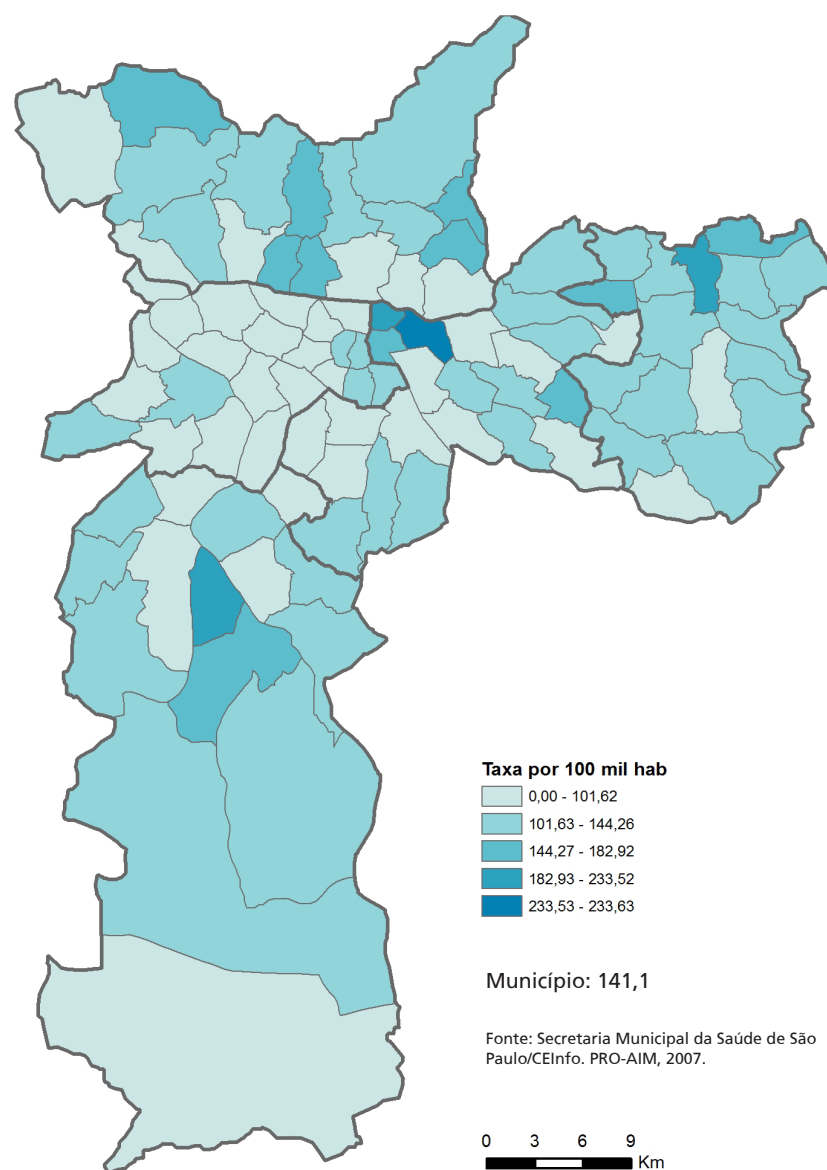 Taxa por 100 mil hab
0,00 - 101,62
101,63 - 144,26
144,27 - 182,92
182,93 - 233,52
233,53 - 233,63
Município: 141,1
Fonte: Secretaria Municipal da Saúde de São
Paulo/CEInfo. PRO-AIM, 2007.
0 3 6 9
Km